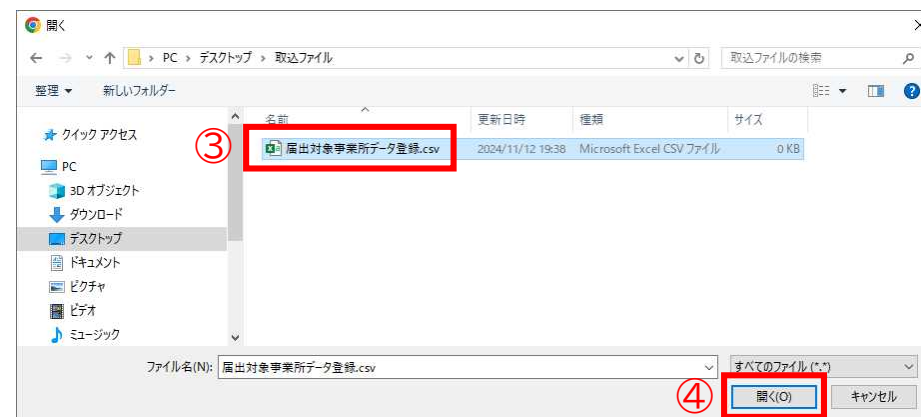 開く
PC › デスクトップ › 取込ファイル
取込ファイルの検索
整理 新しいフォルダー
名前 更新日時 種類 サイズ
③ 届出対象事業所データ登録.csv 2024/11/12 19:38 Microsoft Excel CSV ファイル 0 KB
クイック アクセス
PC
3D オブジェクト
ダウンロード
デスクトップ
ドキュメント
ピクチャ
ビデオ
ミュージック
ファイル名(N): 届出対象事業所データ登録.csv すべてのファイル (*.*)
④ 開く(O) キャンセル